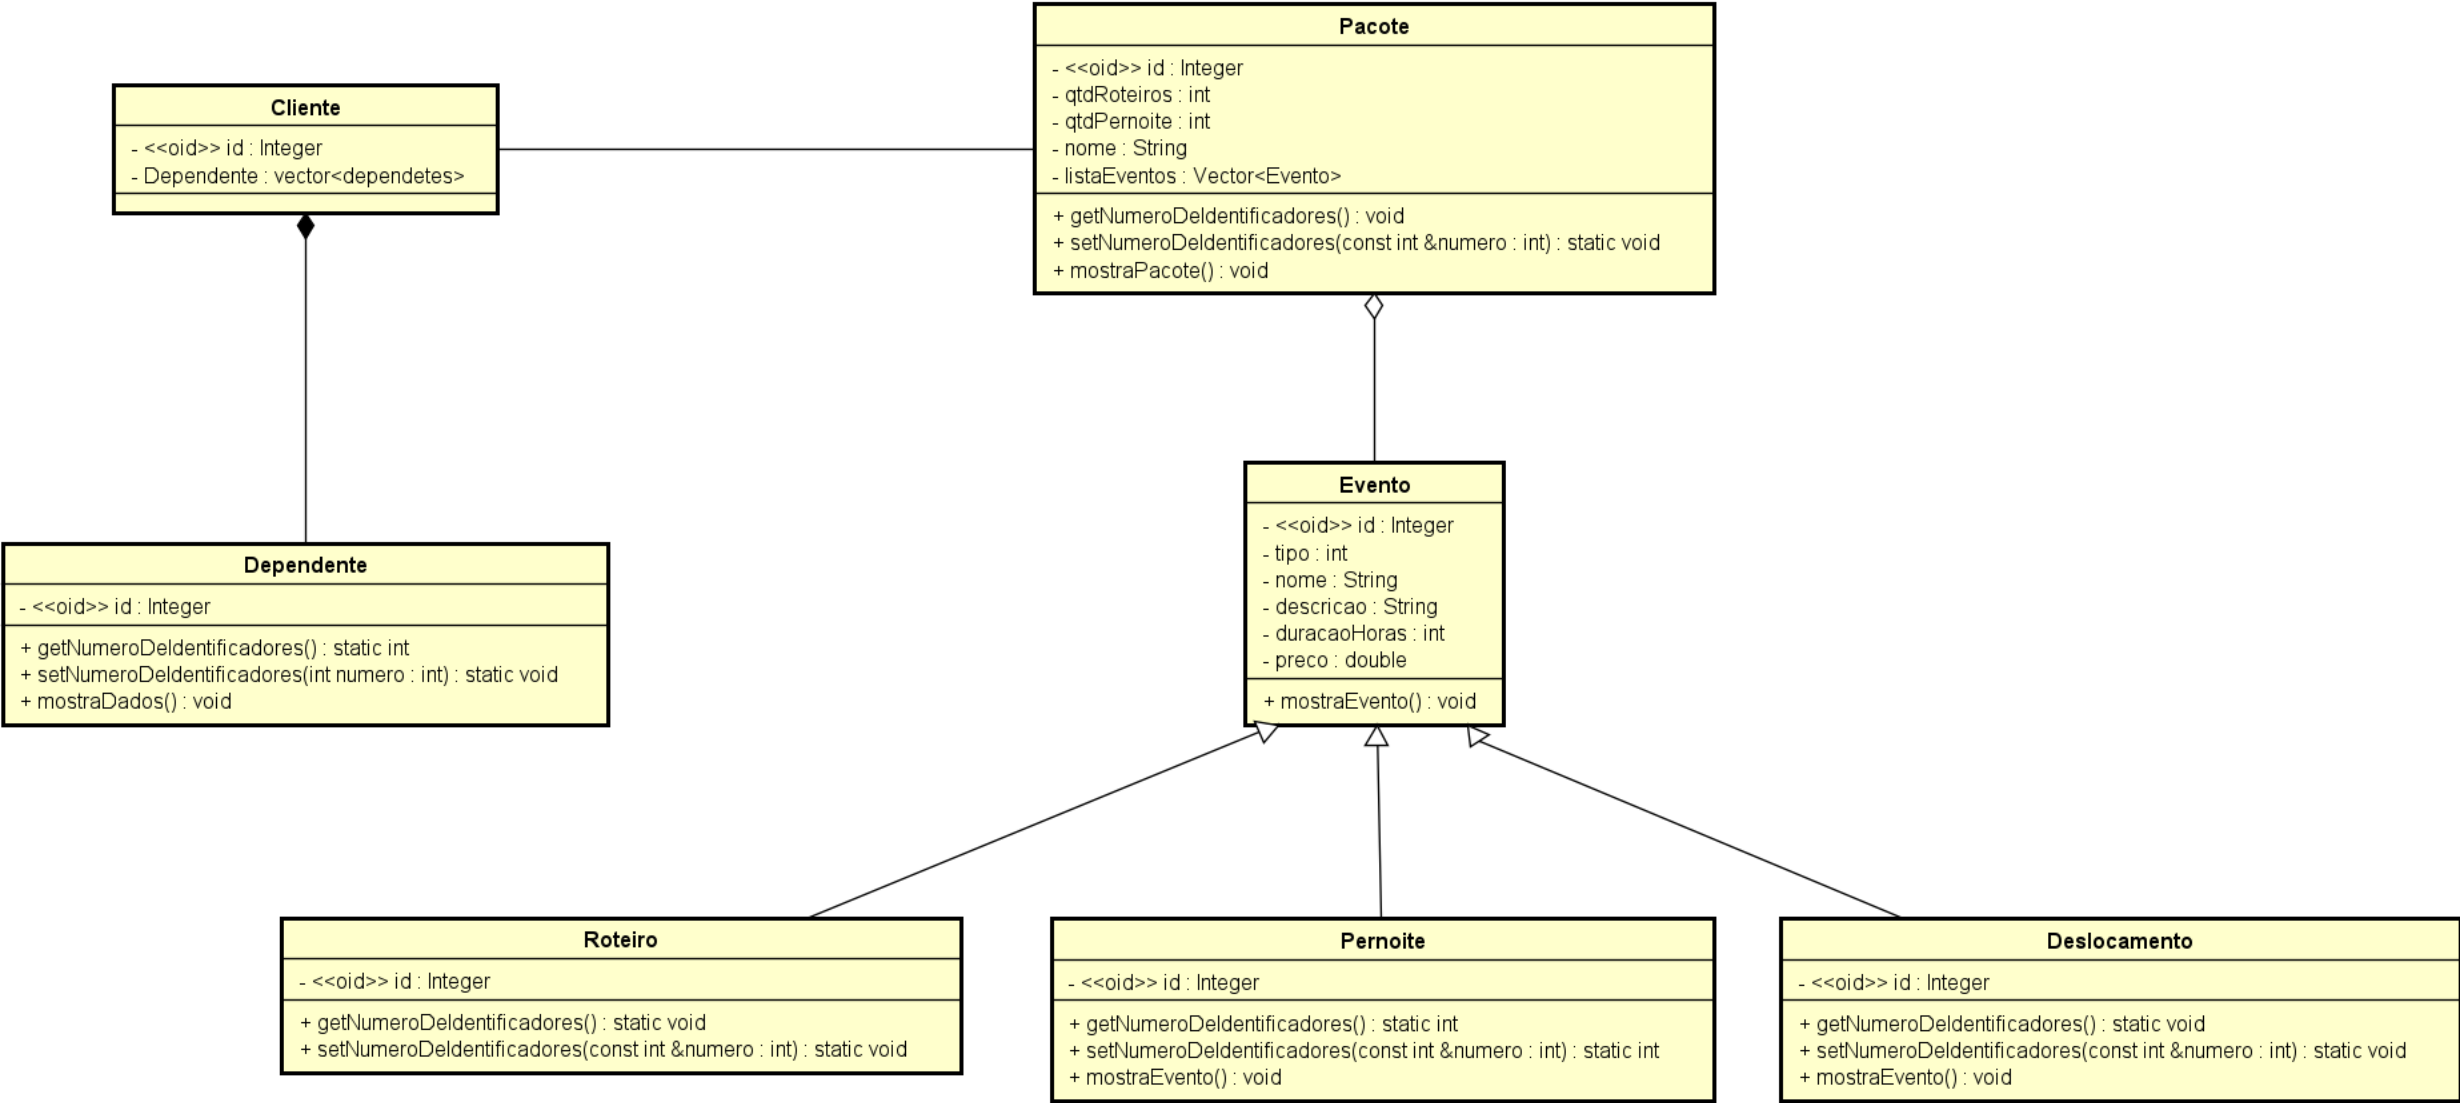 Pacote
- <<oid>> id : Integer
- qtdRoteiros : int
- qtdPernoite : int
- nome : String
- listaEventos : Vector<Evento>
+ getNumeroDeIdentificadores() : void
+ setNumeroDeIdentificadores(const int &numero : int) : static void
+ mostraPacote() : void
Cliente
- <<oid>> id : Integer
- Dependente : vector<dependetes>
Evento
- <<oid>> id : Integer
- tipo : int
- nome : String
- descricao : String
- duracaoHoras : int
- preco : double
+ mostraEvento() : void
Dependente
- <<oid>> id : Integer
+ getNumeroDeIdentificadores() : static int
+ setNumeroDeIdentificadores(int numero : int) : static void
+ mostraDados() : void
Roteiro
- <<oid>> id : Integer
+ getNumeroDeIdentificadores() : static void
+ setNumeroDeIdentificadores(const int &numero : int) : static void
Pernoite
- <<oid>> id : Integer
+ getNumeroDeIdentificadores() : static int
+ setNumeroDeIdentificadores(const int &numero : int) : static int
+ mostraEvento() : void
Deslocamento
- <<oid>> id : Integer
+ getNumeroDeIdentificadores() : static void
+ setNumeroDeIdentificadores(const int &numero : int) : static void
+ mostraEvento() : void